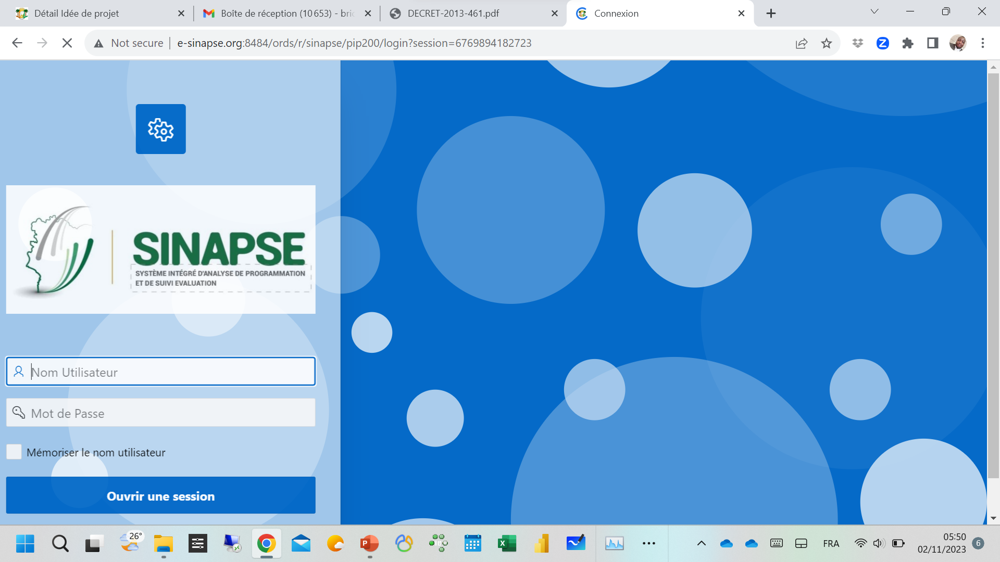 Détail Idée de projet
Boîte de réception (10 653) - bric
DECRET-2013-461.pdf
Connexion
Not secure
e-sinapse.org:8484/ords/r/sinapse/pip200/login?session=6769894182723
SINAPSE
SYSTÈME INTÉGRÉ D'ANALYSE DE PROGRAMMATION
ET DE SUIVI EVALUATION
Nom Utilisateur
Mot de Passe
Mémoriser le nom utilisateur
Ouvrir une session
26°
FRA
05:50
02/11/2023
6